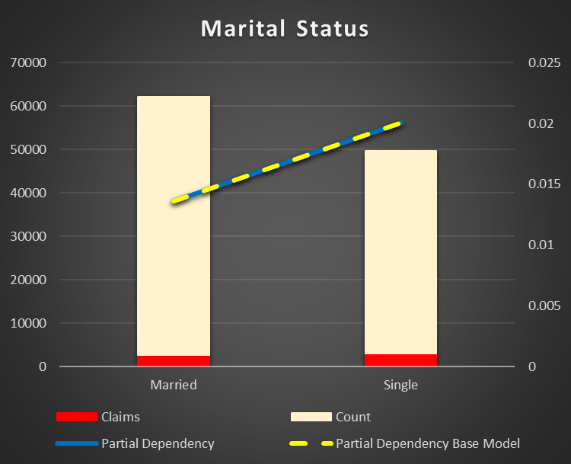 Marital Status
70000
60000
50000
40000
30000
20000
10000
0
0.025
0.02
0.015
0.01
0.005
0
Married
Single
Claims
Count
Partial Dependency
Partial Dependency Base Model